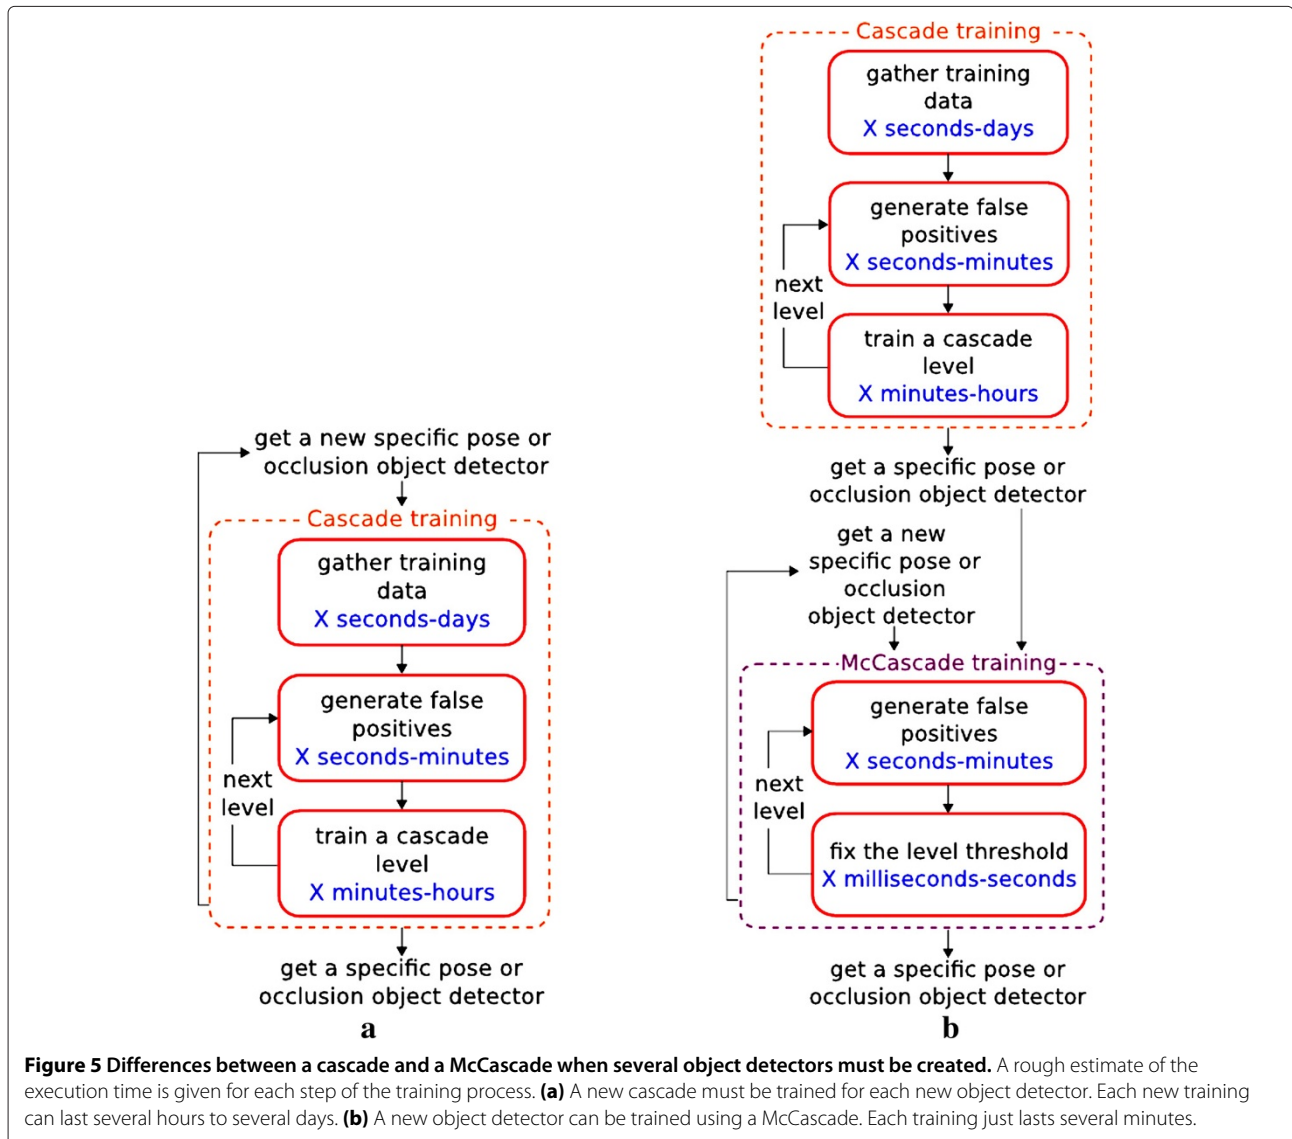 get a new specific pose or
occlusion object detector
Cascade training
gather training
data
X seconds-days
generate false
positives
X seconds-minutes
next
level
train a cascade
level
X minutes-hours
get a specific pose or
occlusion object detector
a
Cascade training
gather training
data
X seconds-days
generate false
positives
X seconds-minutes
next
level
train a cascade
level
X minutes-hours
get a specific pose or
occlusion object detector
get a new
specific pose or
occlusion
object detector
McCascade training
generate false
positives
X seconds-minutes
next
level
fix the level threshold
X milliseconds-seconds
get a specific pose or
occlusion object detector
b
Figure 5 Differences between a cascade and a McCascade when several object detectors must be created. A rough estimate of the
execution time is given for each step of the training process. (a) A new cascade must be trained for each new object detector. Each new training
can last several hours to several days. (b) A new object detector can be trained using a McCascade. Each training just lasts several minutes.